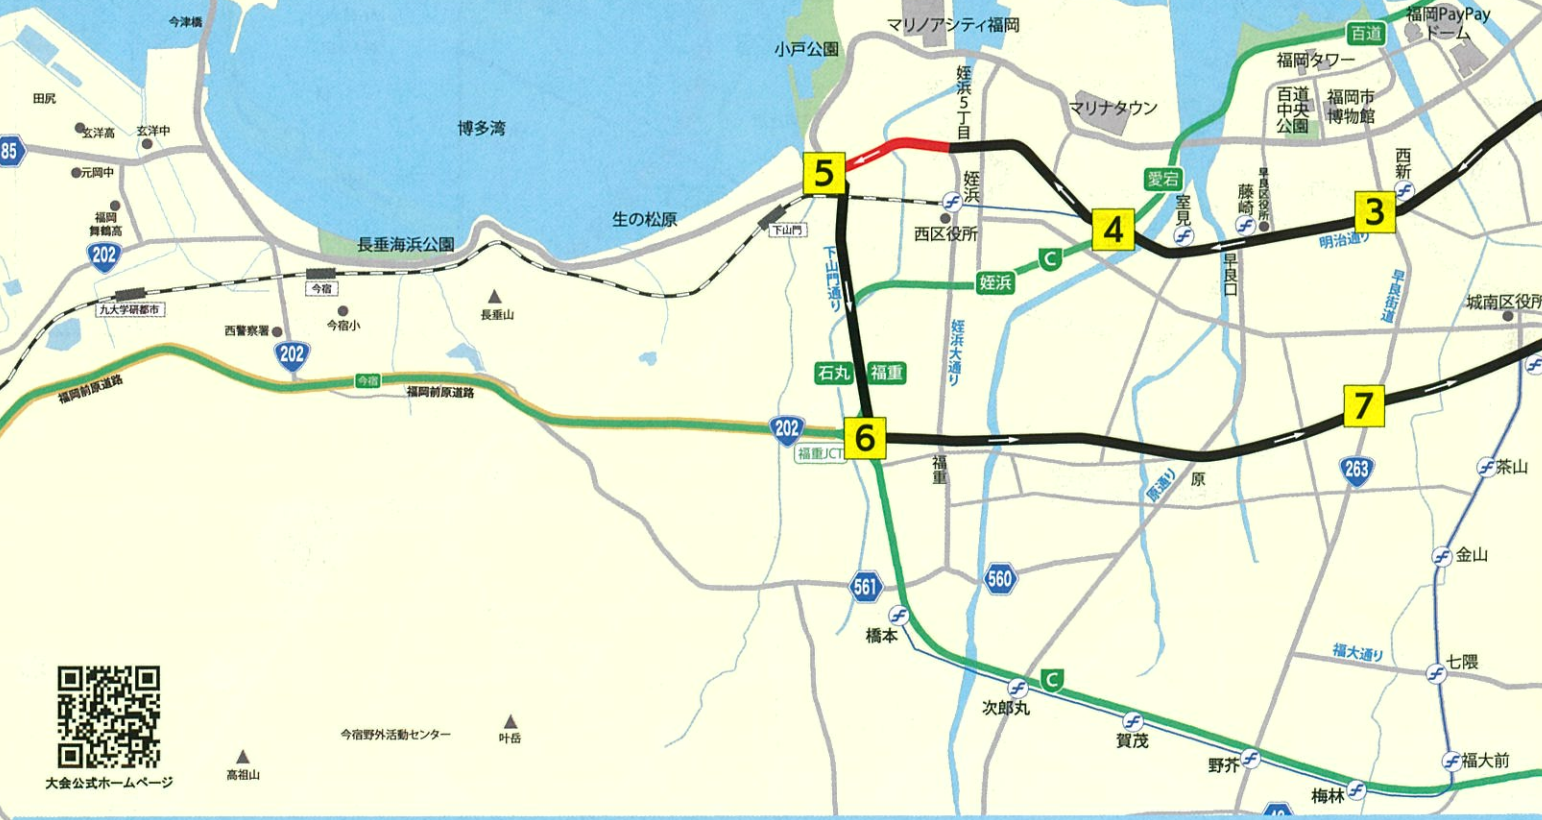 今津橋
田尻
玄洋高
玄洋中
85
元岡中
福岡
舞鶴高
202
博多湾
小戸公園
マリノアシティ福岡
姪浜5丁目
マリナタウン
百道
福岡PayPay
ドーム
福岡タワー
百道
中央
公園
福岡市
博物館
長垂海浜公園
生の松原
下山門
5
姪浜
西区役所
愛宕
室見
4
藤崎
早良区役所
早良口
明治通り
3
西新
九大学研都市
今宿
西警察署
今宿小
長垂山
202
下山門通り
C
姪浜
姪浜大通り
早良街道
城南区役所
福岡前原道路
今宿
福岡前原道路
石丸
福重
202
福重JCT
6
福重
原通り
原
7
263
茶山
金山
561
560
橋本
次郎丸
C
賀茂
野芥
梅林
福大通り
七隈
福大前
大会公式ホームページ
高祖山
今宿野外活動センター
叶岳